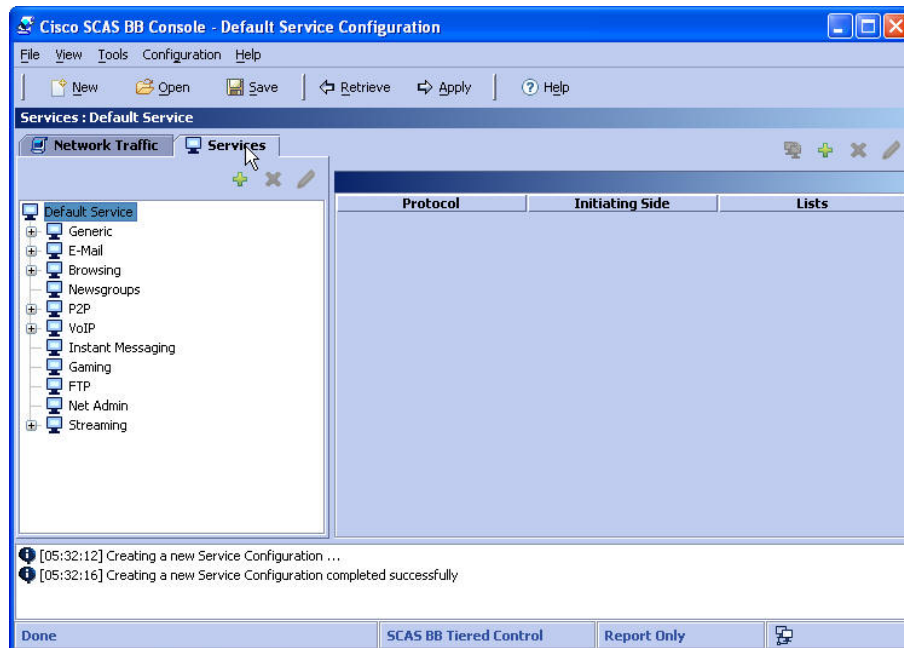 Cisco SCAS BB Console - Default Service Configuration
File View Tools Configuration Help
New Open Save Retrieve Apply Help
Services : Default Service
Network Traffic Services
Protocol Initiating Side Lists
Default Service
Generic
E-Mail
Browsing
Newsgroups
P2P
VoIP
Instant Messaging
Gaming
FTP
Net Admin
Streaming
[05:32:12] Creating a new Service Configuration ...
[05:32:16] Creating a new Service Configuration completed successfully
Done SCAS BB Tiered Control Report Only